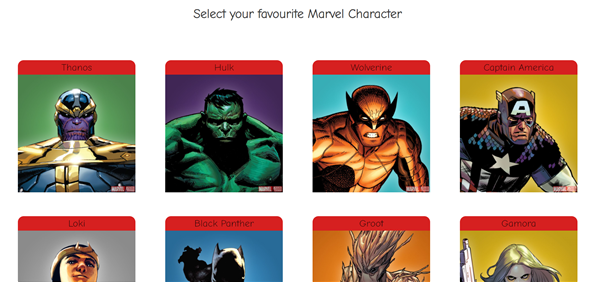 Select your favourite Marvel Character
Thanos
Hulk
Wolverine
Captain America
Loki
Black Panther
Groot
Gamora